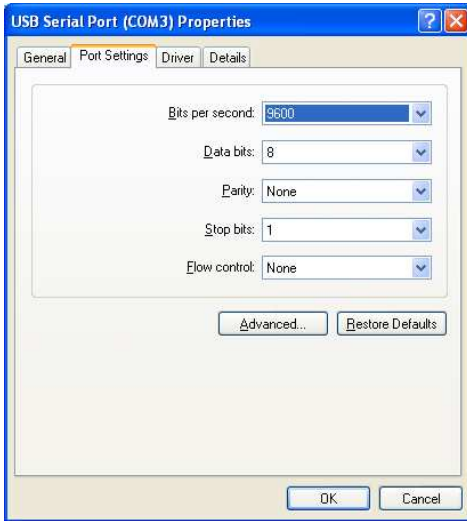 USB Serial Port (COM3) Properties
General Port Settings Driver Details
Bits per second: 9600
Data bits: 8
Parity: None
Stop bits: 1
Flow control: None
Advanced... Restore Defaults
OK Cancel